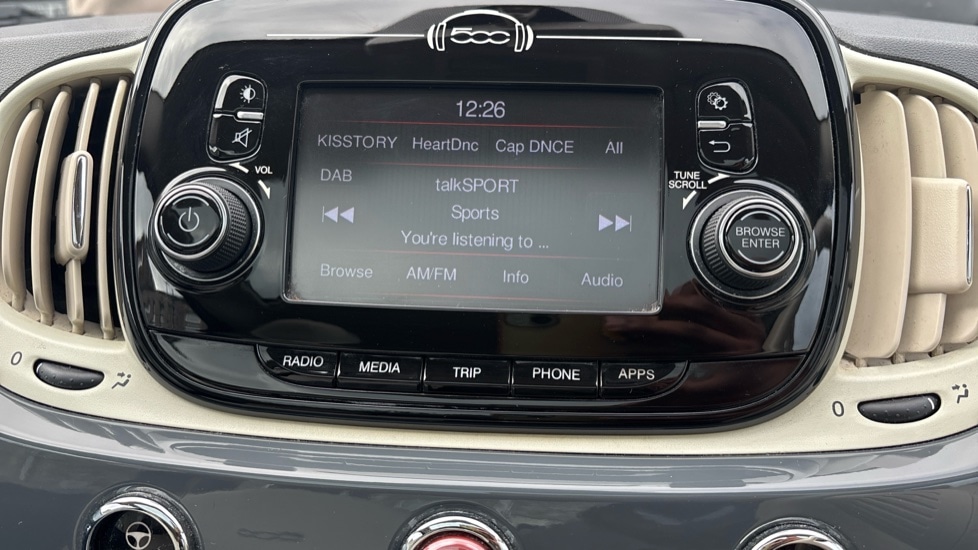 500
12:26
KISSTORY HeartDnc Cap DNCE All
DAB
talkSPORT
Sports
You're listening to ...
Browse AM/FM Info Audio
VOL
TUNE
SCROLL
BROWSE
ENTER
RADIO MEDIA TRIP PHONE APPS
0
0